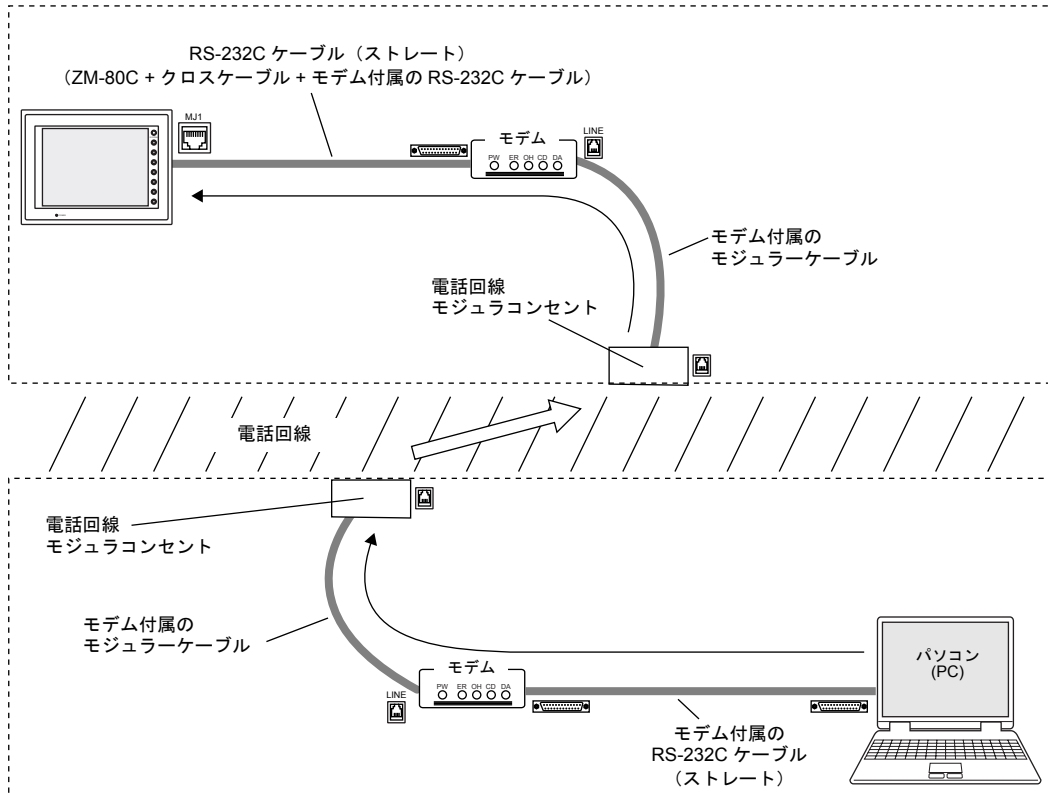 RS-232C ケーブル（ストレート）
（ZM-80C + クロスケーブル + モデム付属の RS-232C ケーブル）
MJ1
モデム
LINE
PW ER OH CD DA
モデム付属の
モジュラーケーブル
電話回線
モジュラコンセント
電話回線
電話回線
モジュラコンセント
モデム付属の
モジュラーケーブル
モデム
PW ER OH CD DA
LINE
パソコン
(PC)
モデム付属の
RS-232C ケーブル
（ストレート）